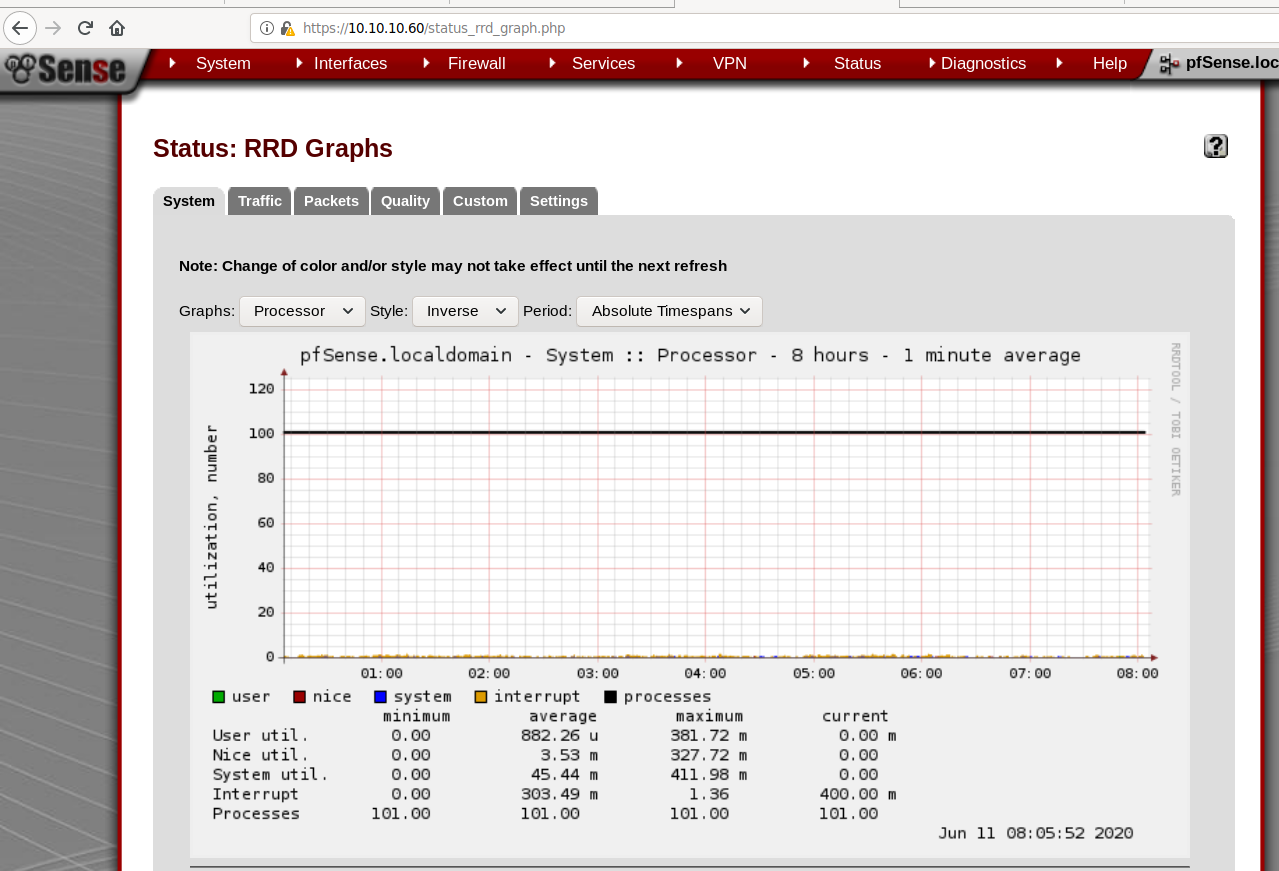 https://10.10.10.60/status_rrd_graph.php
Sense System Interfaces Firewall Services VPN Status Diagnostics Help pfSense.loc
Status: RRD Graphs ?
System Traffic Packets Quality Custom Settings
Note: Change of color and/or style may not take effect until the next refresh
Graphs: Processor Style: Inverse Period: Absolute Timespans
pfSense.localdomain - System :: Processor - 8 hours - 1 minute average
RRDTOOL / TOBI OETIKER
utilization, number
120
100
80
60
40
20
0
01:00 02:00 03:00 04:00 05:00 06:00 07:00 08:00
user nice system interrupt processes
minimum average maximum current
User util. 0.00 882.26 u 381.72 m 0.00 m
Nice util. 0.00 3.53 m 327.72 m 0.00
System util. 0.00 45.44 m 411.98 m 0.00
Interrupt 0.00 303.49 m 1.36 400.00 m
Processes 101.00 101.00 101.00 101.00
Jun 11 08:05:52 2020